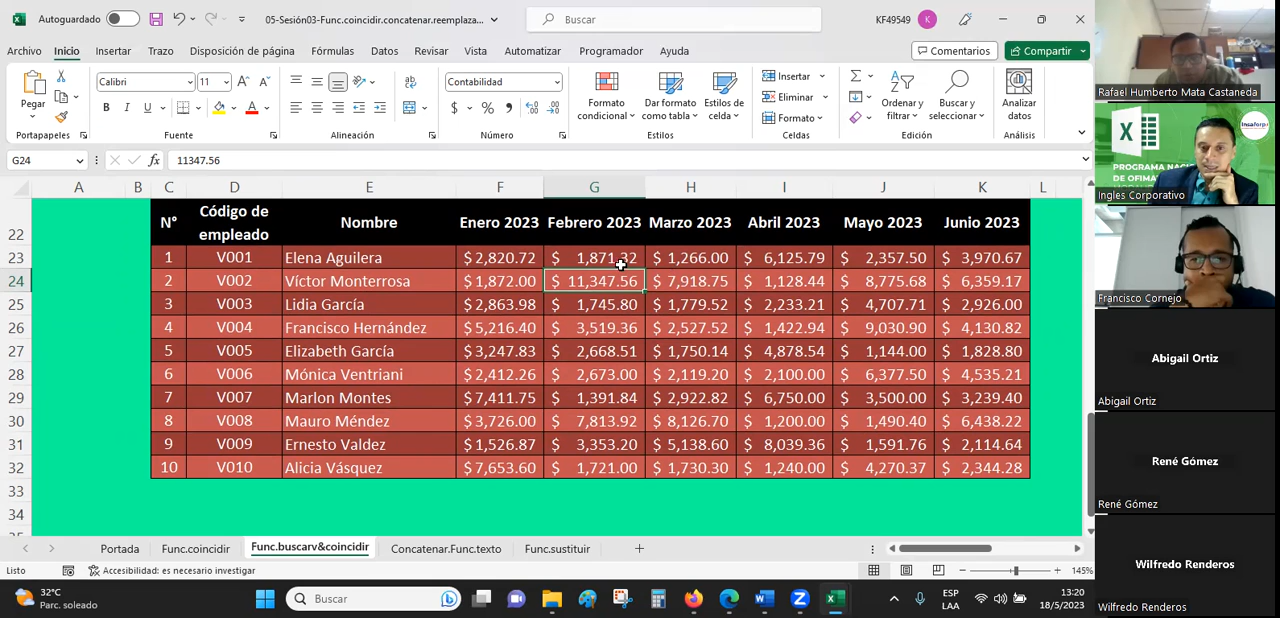 Autoguardado
05-Sesión03-Func.coincidir.concatenar.reemplaza...
Buscar
KF49549
K
Archivo Inicio Insertar Trazo Disposición de página Fórmulas Datos Revisar Vista Automatizar Programador Ayuda
Comentarios
Compartir
Pegar
Calibri
11
N K S
Contabilidad
$ % 000
Formato condicional
Dar formato como tabla
Estilos de celda
Insertar
Eliminar
Formato
Ordenar y filtrar
Buscar y seleccionar
Analizar datos
Portapapeles Fuente Alineación Número Estilos Celdas Edición Análisis
G24
fx
11347.56
A B C D E F G H I J K L
22 N° Código de empleado Nombre Enero 2023 Febrero 2023 Marzo 2023 Abril 2023 Mayo 2023 Junio 2023
23 1 V001 Elena Aguilera $ 2,820.72 $ 1,871.32 $ 1,266.00 $ 6,125.79 $ 2,357.50 $ 3,970.67
24 2 V002 Víctor Monterrosa $ 1,872.00 $ 11,347.56 $ 7,918.75 $ 1,128.44 $ 8,775.68 $ 6,359.17
25 3 V003 Lidia García $ 2,863.98 $ 1,745.80 $ 1,779.52 $ 2,233.21 $ 4,707.71 $ 2,926.00
26 4 V004 Francisco Hernández $ 5,216.40 $ 3,519.36 $ 2,527.52 $ 1,422.94 $ 9,030.90 $ 4,130.82
27 5 V005 Elizabeth García $ 3,247.83 $ 2,668.51 $ 1,750.14 $ 4,878.54 $ 1,144.00 $ 1,828.80
28 6 V006 Mónica Ventriani $ 2,412.26 $ 2,673.00 $ 2,119.20 $ 2,100.00 $ 6,377.50 $ 4,535.21
29 7 V007 Marlon Montes $ 7,411.75 $ 1,391.84 $ 2,922.82 $ 6,750.00 $ 3,500.00 $ 3,239.40
30 8 V008 Mauro Méndez $ 3,726.00 $ 7,813.92 $ 8,126.70 $ 1,200.00 $ 1,490.40 $ 6,438.22
31 9 V009 Ernesto Valdez $ 1,526.87 $ 3,353.20 $ 5,138.60 $ 8,039.36 $ 1,591.76 $ 2,114.64
32 10 V010 Alicia Vásquez $ 7,653.60 $ 1,721.00 $ 1,730.30 $ 1,240.00 $ 4,270.37 $ 2,344.28
33
34
Portada Func.coincidir Func.buscarv&coincidir Concatenar.Func.texto Func.sustituir
Listo
Accesibilidad: es necesario investigar
145%
32°C
Parc. soleado
Buscar
ESP
LAA
13:20
18/5/2023
Rafael Humberto Mata Castaneda
PROGRAMA
DE OFIMA
Ingles Corporativo
Francisco Cornejo
Abigail Ortiz
Abigail Ortiz
René Gómez
René Gómez
Wilfredo Renderos
Wilfredo Renderos